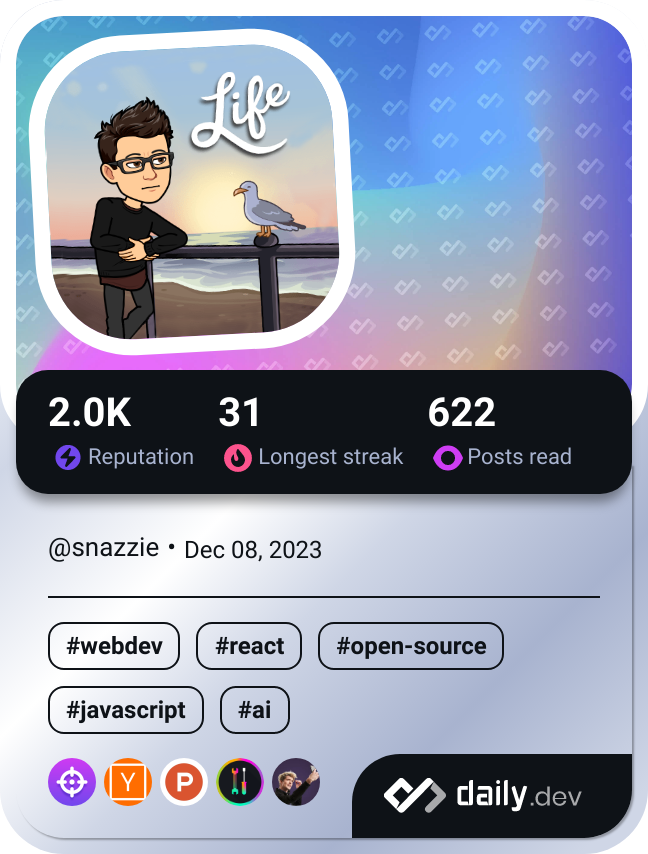 Life
2.0K 31 622
Reputation Longest streak Posts read
@snazzie • Dec 08, 2023
#webdev #react #open-source
#javascript #ai
Y P
daily.dev